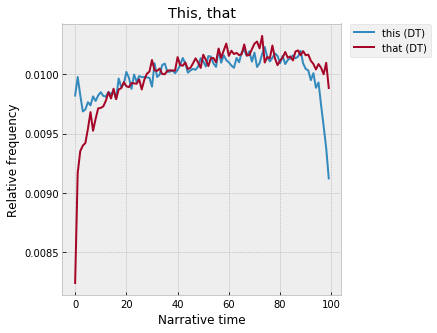 This, that
this (DT)
that (DT)
Relative frequency
0.0100
0.0095
0.0090
0.0085
0 20 40 60 80 100
Narrative time